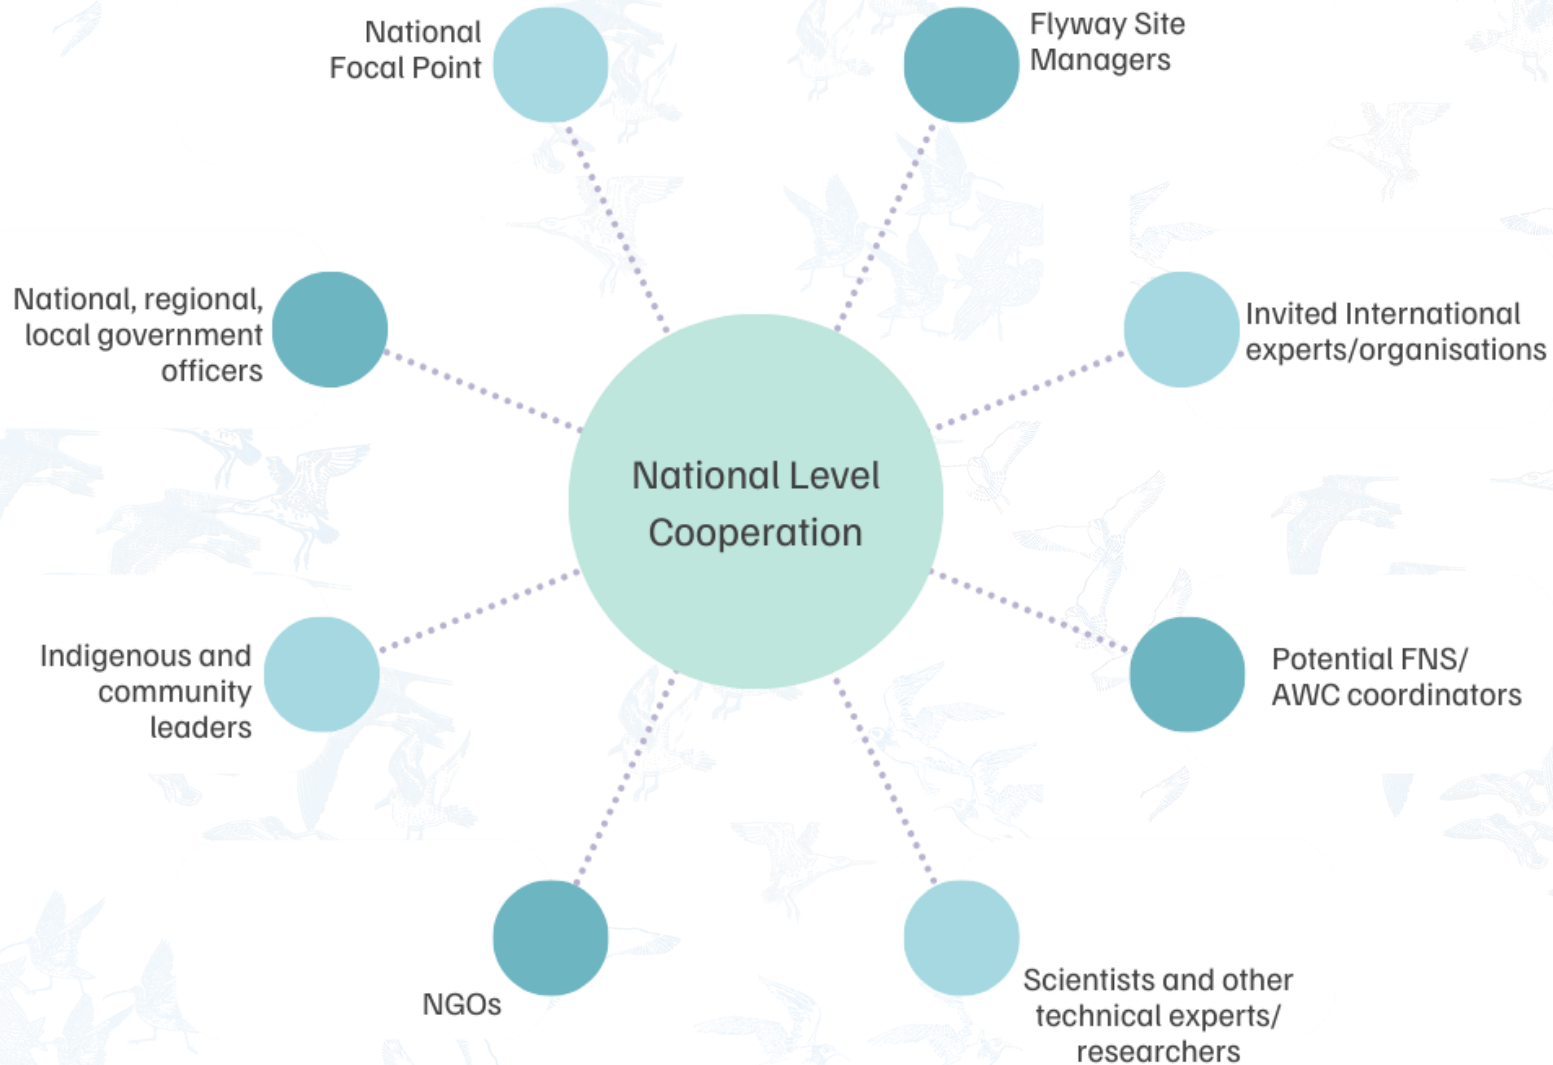 National
Focal Point
Flyway Site
Managers
National, regional,
local government
officers
Invited International
experts/organisations
National Level
Cooperation
Indigenous and
community
leaders
Potential FNS/
AWC coordinators
NGOs
Scientists and other
technical experts/
researchers